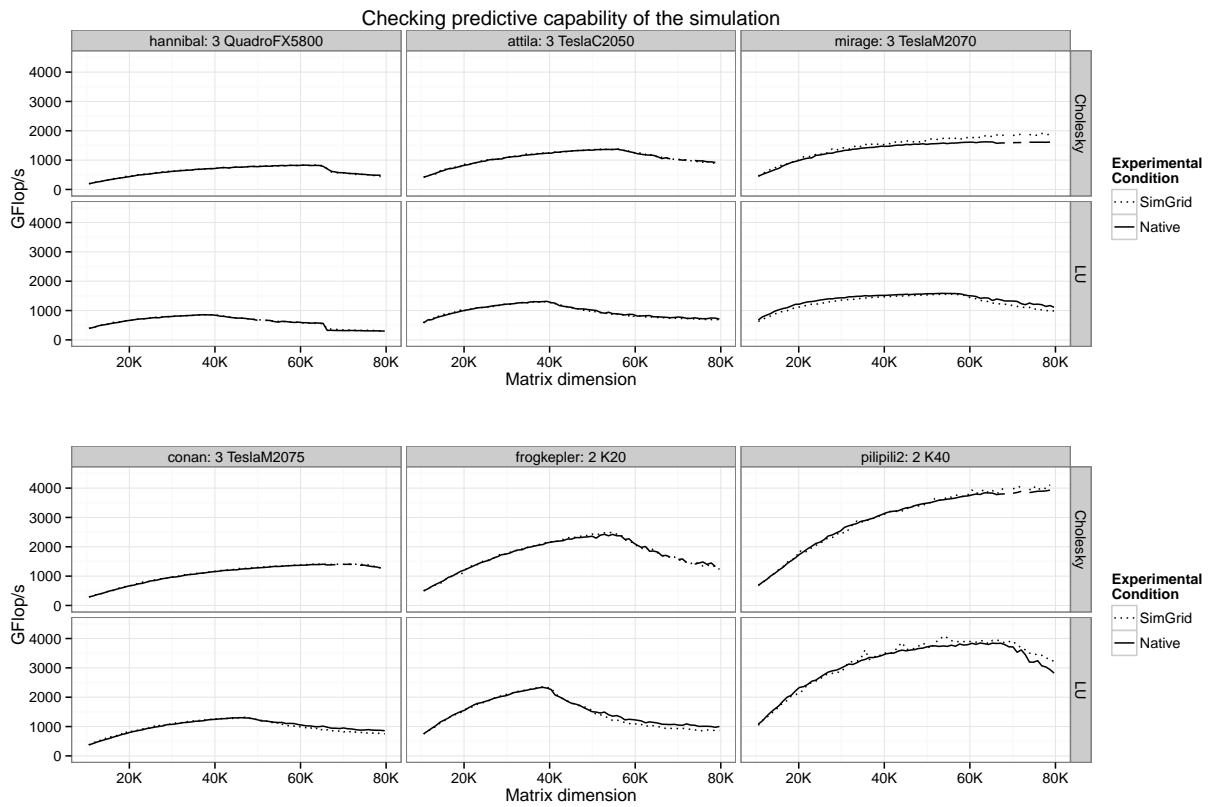 Checking predictive capability of the simulation
hannibal: 3 QuadroFX5800
attila: 3 TeslaC2050
mirage: 3 TeslaM2070
4000
3000
2000
1000
0
Cholesky
4000
3000
2000
1000
0
LU
GFlop/s
20K 40K 60K 80K
20K 40K 60K 80K
20K 40K 60K 80K
Matrix dimension
Experimental
Condition
SimGrid
Native
conan: 3 TeslaM2075
frogkepler: 2 K20
pilipili2: 2 K40
4000
3000
2000
1000
0
Cholesky
4000
3000
2000
1000
0
LU
GFlop/s
20K 40K 60K 80K
20K 40K 60K 80K
20K 40K 60K 80K
Matrix dimension
Experimental
Condition
SimGrid
Native